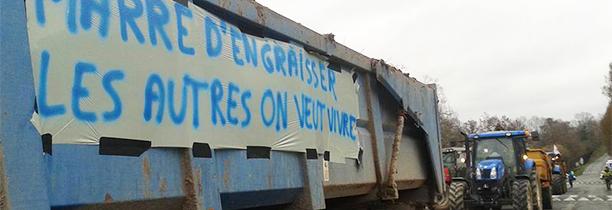 MARRE D'ENGRAISSER
LES AUTRES ON VEUT VIVRE